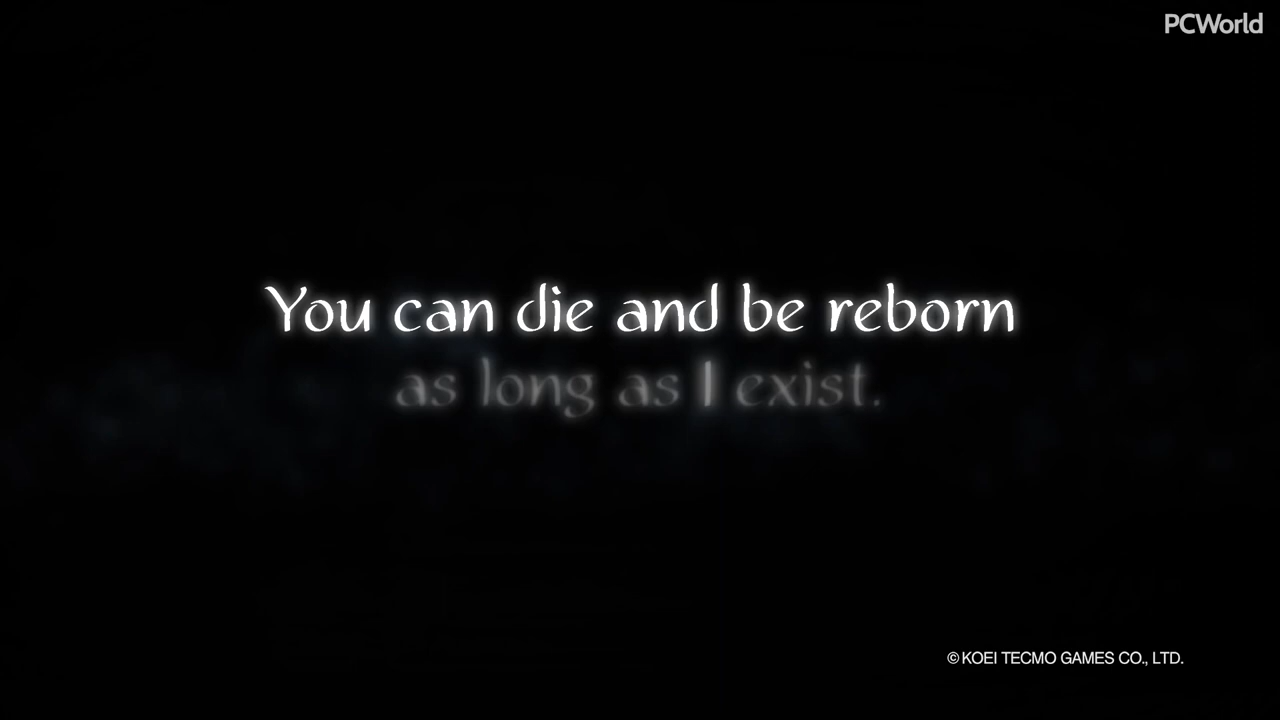 PCWorld
You can die and be reborn
as long as I exist.
© KOEI TECMO GAMES CO., LTD.